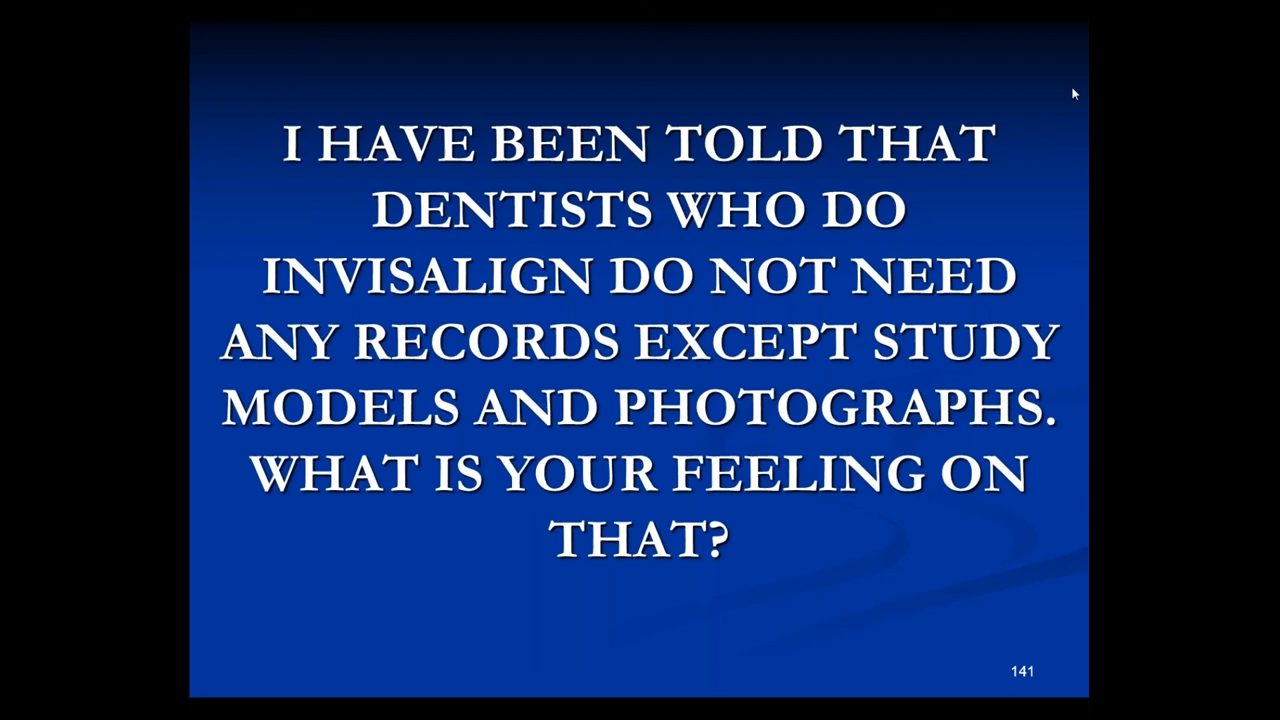 I HAVE BEEN TOLD THAT
DENTISTS WHO DO
INVISALIGN DO NOT NEED
ANY RECORDS EXCEPT STUDY
MODELS AND PHOTOGRAPHS.
WHAT IS YOUR FEELING ON
THAT?
141